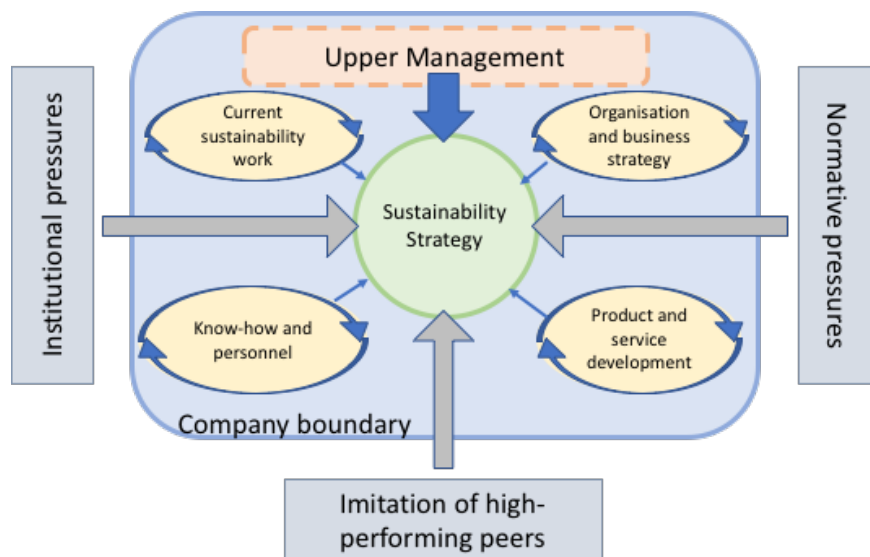 Upper Management
Current
sustainability
work
Organisation
and business
strategy
Institutional pressures
Sustainability
Strategy
Normative pressures
Know-how and
personnel
Product and
service
development
Company boundary
Imitation of high-
performing peers